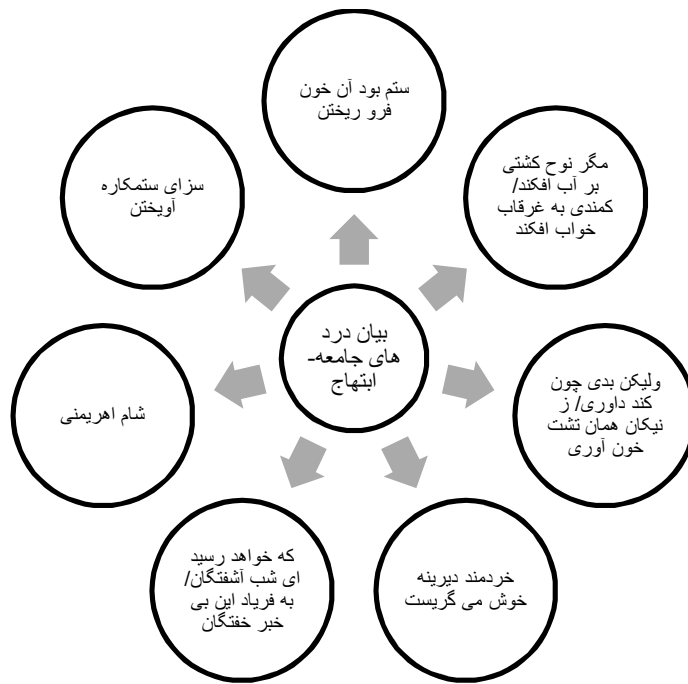 ستم بود آن خون
فرو ریختن
مگر نوح کشتی
بر آب افکند/
کمندی به غرقاب
خواب افکند
ولیکن بدی چون
کند داوری/ ز
نیکان همان تشت
خون آوری
خردمند دیرینه
خوش می گریست
که خواهد رسید
ای شب آشفتگان/
به فریاد این بی
خبر خفتگان
شام اهریمنی
سزای ستمکاره
آویختن
بیان درد
های جامعه-
ابتهاج